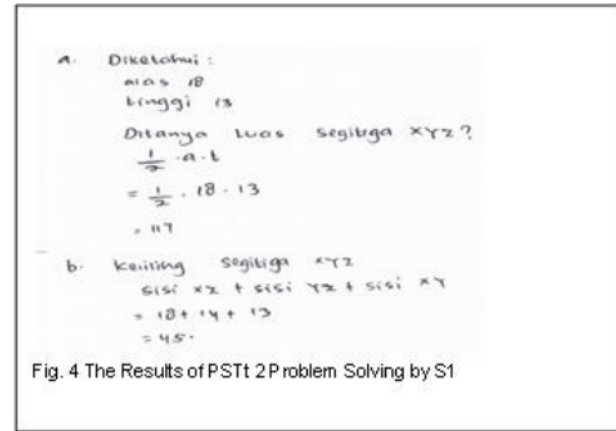 a. Diketahui :
alas 18
tinggi 13
Ditanya luas segitiga XYZ?
1/2 . a . t
= 1/2 . 18 . 13
= 117
b. Keliling segitiga XYZ
sisi XZ + sisi YZ + sisi XY
= 18 + 14 + 13
= 45.
Fig. 4 The Results of PSTt 2 Problem Solving by S1